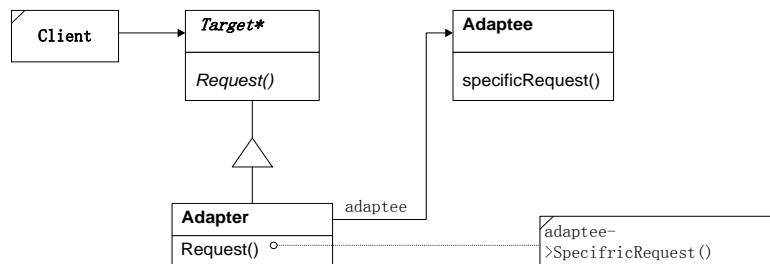 Client
Target*
Request()
Adaptee
specificRequest()
Adapter
Request()
adaptee
adaptee-
>SpecifricRequest()